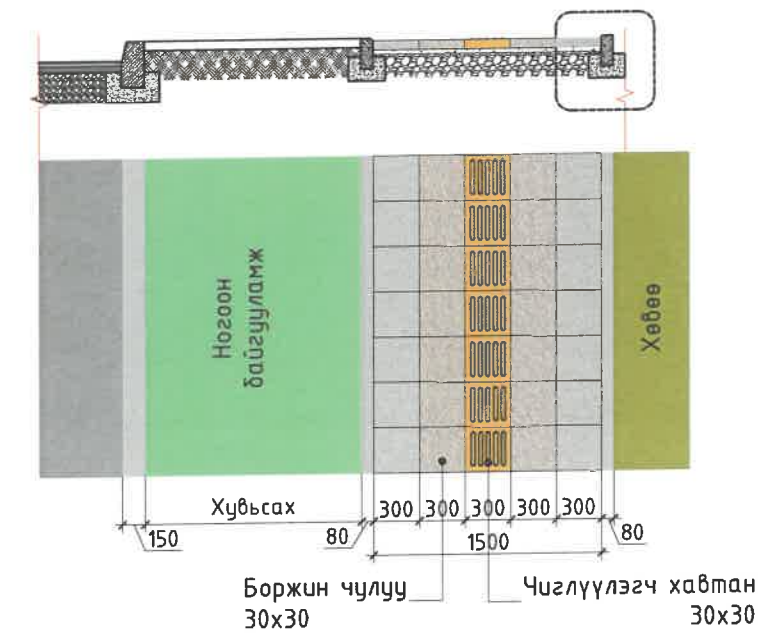 Ногоон
байгууламж
Хөвөө
Хувьсах
300 300 300 300 300
150
80
1500
80
Боржин чулуу
30x30
Чиглүүлэгч хавтан
30x30